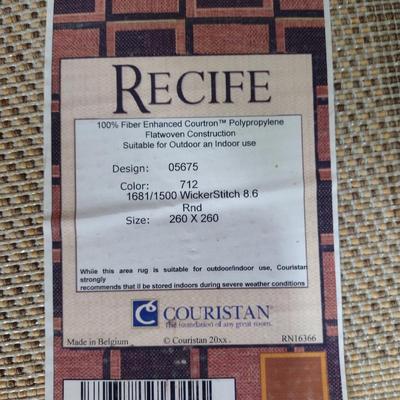 RECIFE
100% Fiber Enhanced Courtron™ Polypropylene
Flatwoven Construction
Suitable for Outdoor an Indoor use
Design: 05675
Color: 712
1681/1500 WickerStitch 8.6
Rnd
Size: 260 X 260
While this area rug is suitable for outdoor/indoor use, Couristan
strongly
recommends that il be stored indoors during severe weather conditions
COURISTAN®
The foundation of any great room.
Made in Belgium © Couristan 20xx RN16366